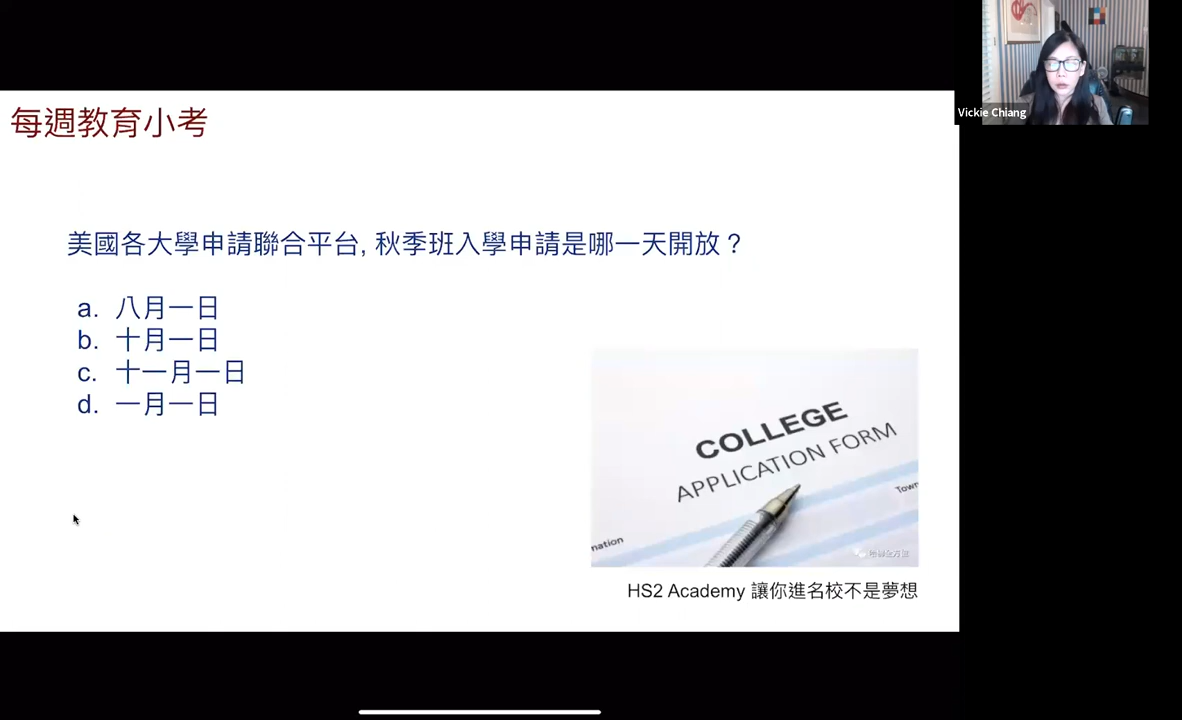 每週教育小考
Vickie Chiang
美國各大學申請聯合平台, 秋季班入學申請是哪一天開放？
a. 八月一日
b. 十月一日
c. 十一月一日
d. 一月一日
COLLEGE
APPLICATION FORM
Town
mation
HS2 Academy 讓你進名校不是夢想